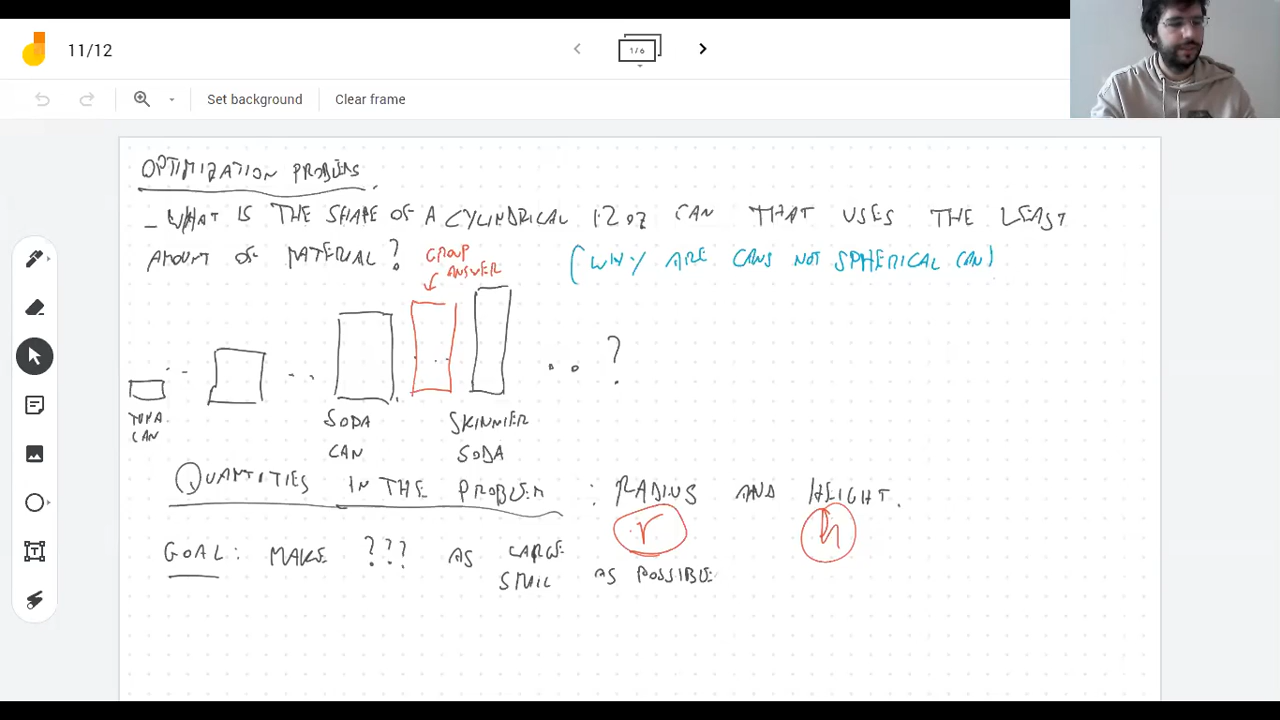 11/12
1/6
Set background
Clear frame
OPTIMIZATION PROBLEMS.
- WHAT IS THE SHAPE OF A CYLINDRICAL 12 OZ CAN THAT USES THE LEAST
AMOUNT OF MATERIAL?
(WHY ARE CANS NOT SPHERICAL CAN)
GROUP
ANSWER
... ?
TUNA
CAN
SODA
CAN
SKINNIER
SODA
QUANTITIES IN THE PROBLEM : RADIUS AND HEIGHT.
r h
GOAL: MAKE ??? AS LARGE
SMALL AS POSSIBLE